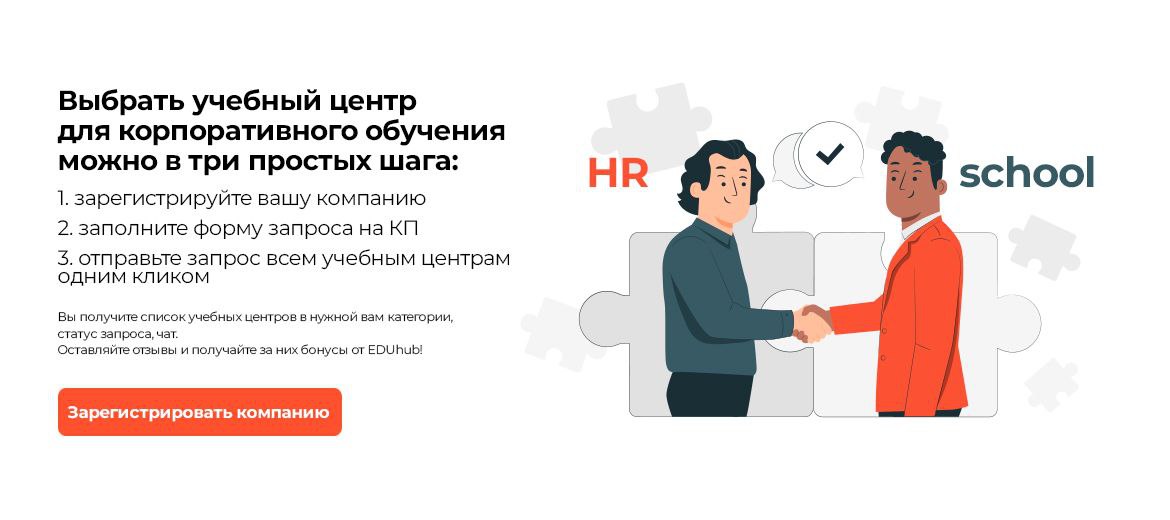 Выбрать учебный центр
для корпоративного обучения
можно в три простых шага:
1. зарегистрируйте вашу компанию
2. заполните форму запроса на КП
3. отправьте запрос всем учебным центрам
одним кликом
Вы получите список учебных центров в нужной вам категории,
статус запроса, чат.
Оставляйте отзывы и получайте за них бонусы от EDUhub!
Зарегистрировать компанию
HR
school